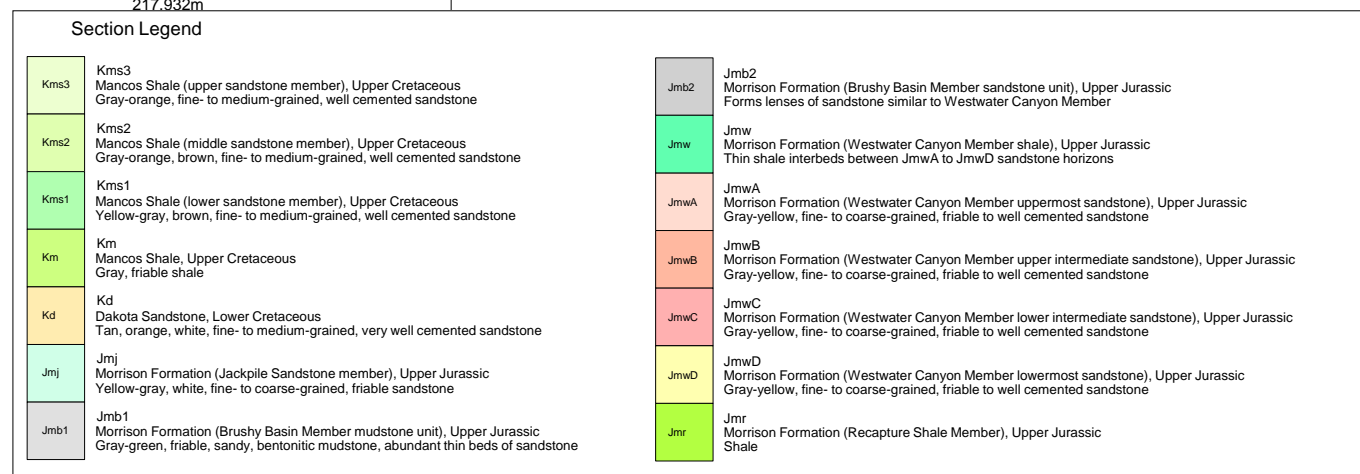 217.932m
Section Legend
Kms3
Kms3
Mancos Shale (upper sandstone member), Upper Cretaceous
Gray-orange, fine- to medium-grained, well cemented sandstone
Kms2
Kms2
Mancos Shale (middle sandstone member), Upper Cretaceous
Gray-orange, brown, fine- to medium-grained, well cemented sandstone
Kms1
Kms1
Mancos Shale (lower sandstone member), Upper Cretaceous
Yellow-gray, brown, fine- to medium-grained, well cemented sandstone
Km
Km
Mancos Shale, Upper Cretaceous
Gray, friable shale
Kd
Kd
Dakota Sandstone, Lower Cretaceous
Tan, orange, white, fine- to medium-grained, very well cemented sandstone
Jmj
Jmj
Morrison Formation (Jackpile Sandstone member), Upper Jurassic
Yellow-gray, white, fine- to coarse-grained, friable sandstone
Jmb1
Jmb1
Morrison Formation (Brushy Basin Member mudstone unit), Upper Jurassic
Gray-green, friable, sandy, bentonitic mudstone, abundant thin beds of sandstone
Jmb2
Jmb2
Morrison Formation (Brushy Basin Member sandstone unit), Upper Jurassic
Forms lenses of sandstone similar to Westwater Canyon Member
Jmw
Jmw
Morrison Formation (Westwater Canyon Member shale), Upper Jurassic
Thin shale interbeds between JmwA to JmwD sandstone horizons
JmwA
JmwA
Morrison Formation (Westwater Canyon Member uppermost sandstone), Upper Jurassic
Gray-yellow, fine- to coarse-grained, friable to well cemented sandstone
JmwB
JmwB
Morrison Formation (Westwater Canyon Member upper intermediate sandstone), Upper Jurassic
Gray-yellow, fine- to coarse-grained, friable to well cemented sandstone
JmwC
JmwC
Morrison Formation (Westwater Canyon Member lower intermediate sandstone), Upper Jurassic
Gray-yellow, fine- to coarse-grained, friable to well cemented sandstone
JmwD
JmwD
Morrison Formation (Westwater Canyon Member lowermost sandstone), Upper Jurassic
Gray-yellow, fine- to coarse-grained, friable to well cemented sandstone
Jmr
Jmr
Morrison Formation (Recapture Shale Member), Upper Jurassic
Shale